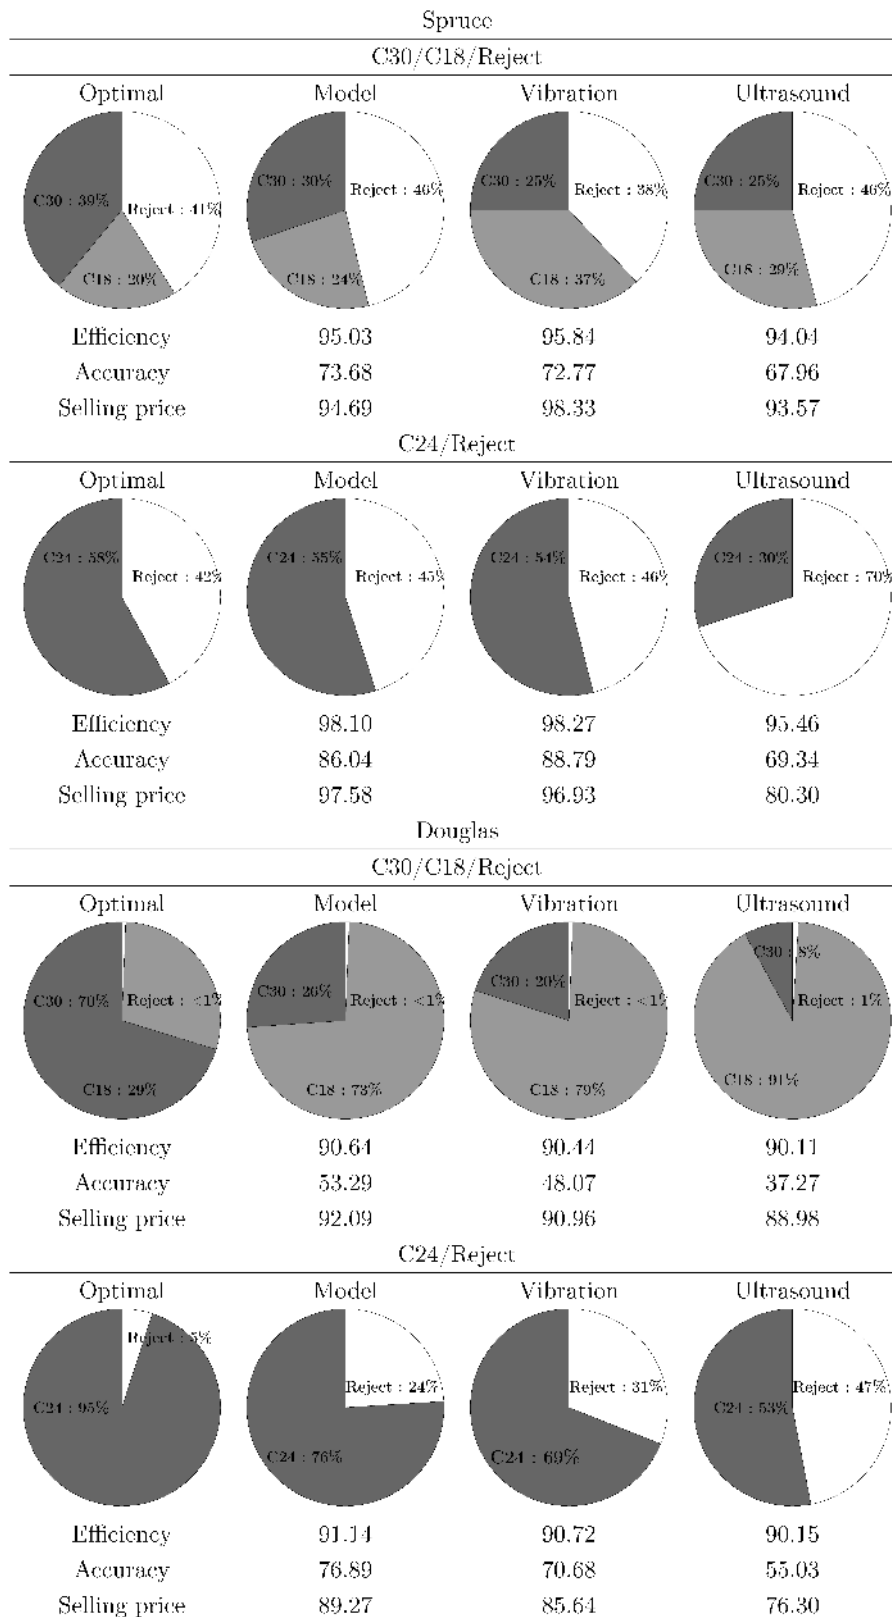 Spruce
C30/C18/Reject
Optimal Model Vibration Ultrasound
C30 : 39% Reject : 41% C18 : 20%
C30 : 30% Reject : 46% C18 : 24%
C30 : 25% Reject : 38% C18 : 37%
C30 : 25% Reject : 46% C18 : 29%
Efficiency 95.03 95.84 94.04
Accuracy 73.68 72.77 67.96
Selling price 94.69 98.33 93.57
C24/Reject
Optimal Model Vibration Ultrasound
C24 : 58% Reject : 42%
C24 : 55% Reject : 45%
C24 : 54% Reject : 46%
C24 : 30% Reject : 70%
Efficiency 98.10 98.27 95.46
Accuracy 86.04 88.79 69.34
Selling price 97.58 96.93 80.30
Douglas
C30/C18/Reject
Optimal Model Vibration Ultrasound
C30 : 70% Reject : <1% C18 : 29%
C30 : 26% Reject : <1% C18 : 73%
C30 : 20% Reject : <1% C18 : 79%
C30 : 8% Reject : 1% C18 : 91%
Efficiency 90.64 90.44 90.11
Accuracy 53.29 48.07 37.27
Selling price 92.09 90.96 88.98
C24/Reject
Optimal Model Vibration Ultrasound
Reject : 5% C24 : 95%
Reject : 24% C24 : 76%
Reject : 31% C24 : 69%
Reject : 47% C24 : 53%
Efficiency 91.14 90.72 90.15
Accuracy 76.89 70.68 55.03
Selling price 89.27 85.64 76.30